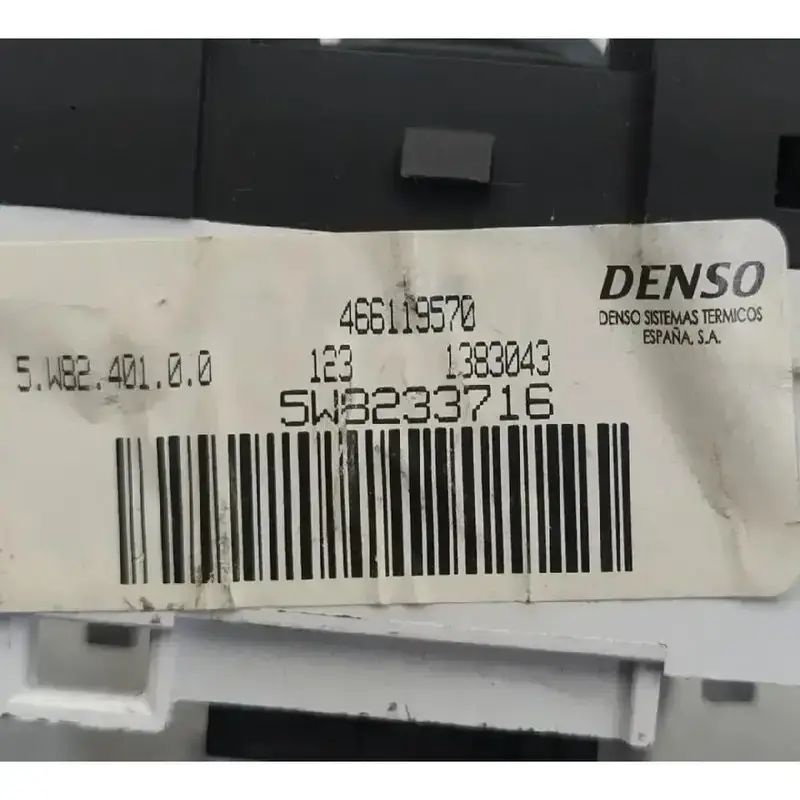 DENSO
DENSO SISTEMAS TERMICOS
ESPAÑA, S.A.
466119570
5.W82.401.0.0 123 1383043
5W8233716